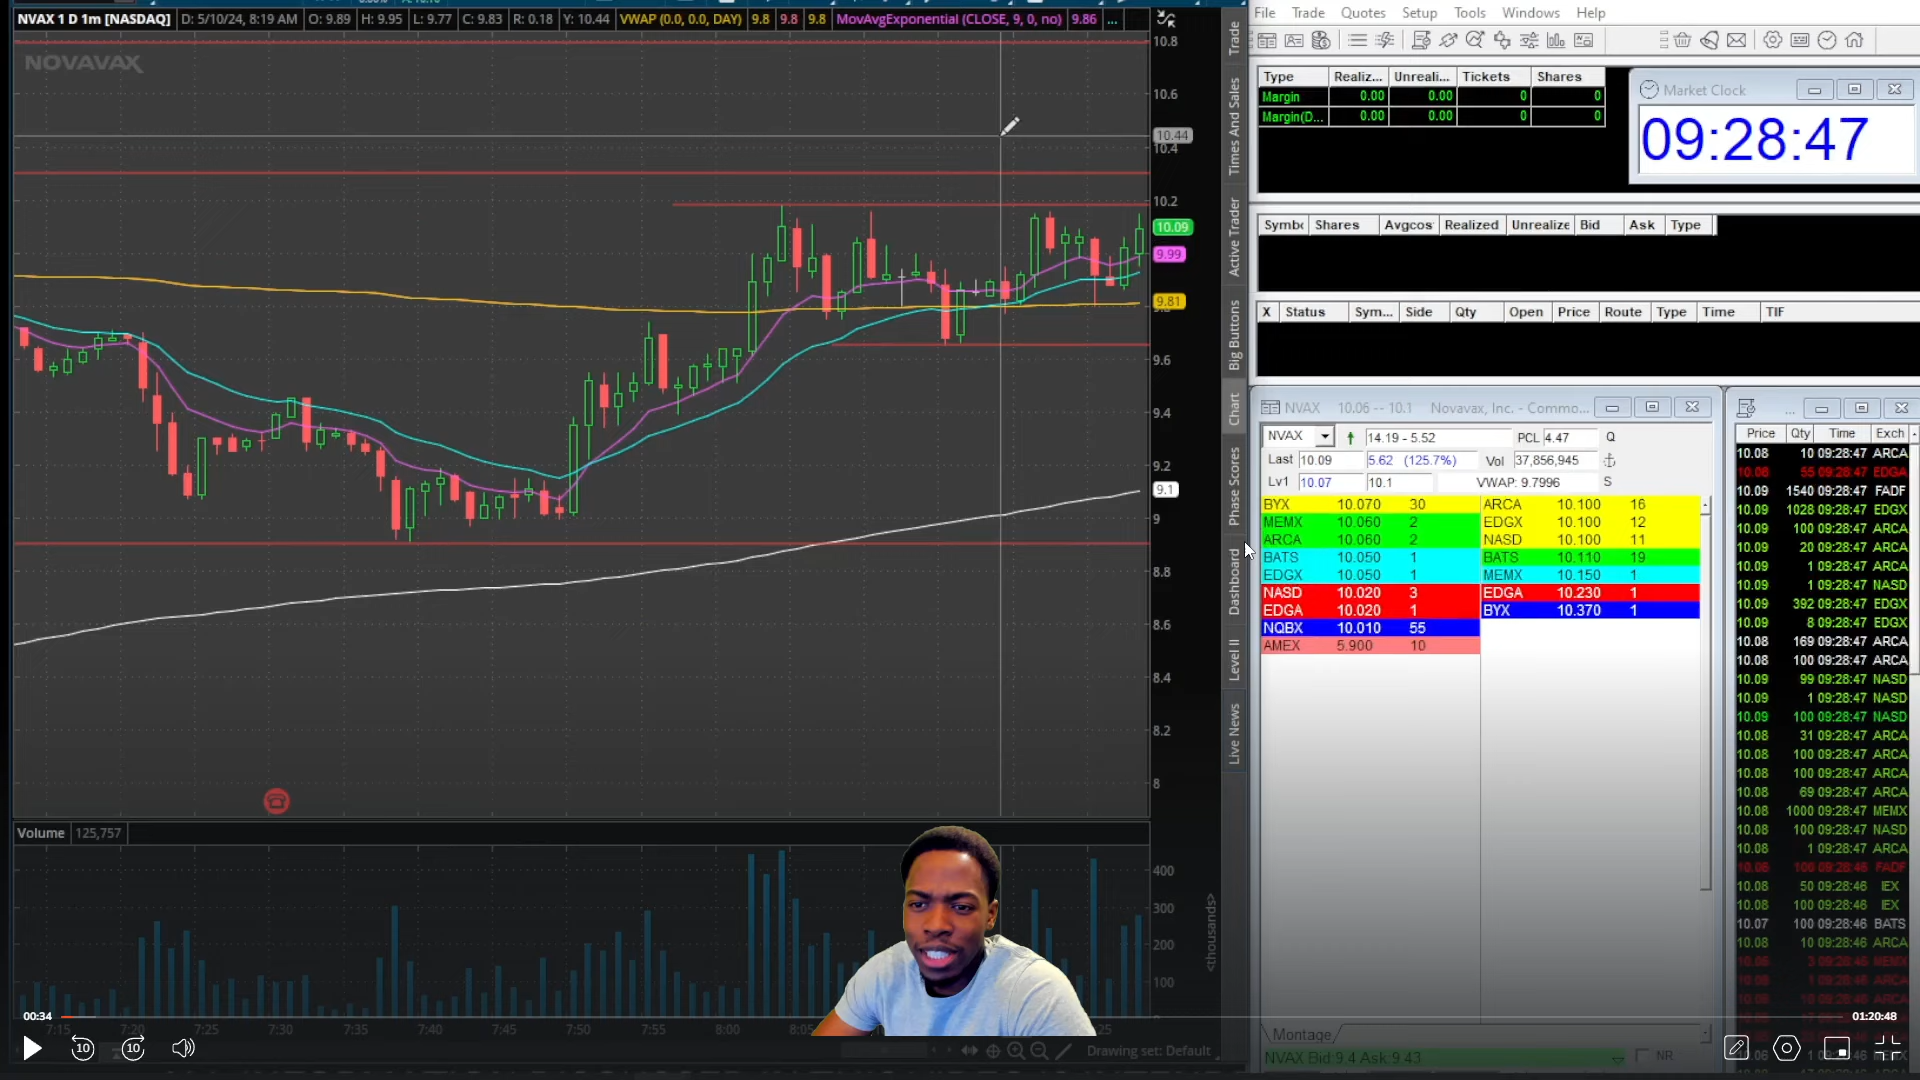 NVAX 1 D 1m [NASDAQ] D: 5/10/24, 8:19 AM O: 9.89 H: 9.95 L: 9.77 C: 9.83 R: 0.18 Y: 10.44 VWAP (0.0, 0.0, DAY) 9.8 9.8 9.8 MovAvgExponential (CLOSE, 9, 0, no) 9.86 ...
NOVAVAX
10.8
10.6
10.44
10.4
10.2
10.09
9.99
9.81
9.6
9.4
9.2
9.1
9
8.8
8.6
8.4
8.2
8
Volume 125,757
400
300
200
100
<thousands>
7:15 7:20 7:25 7:30 7:35 7:40 7:45 7:50 7:55 8:00
Drawing set: Default
00:34
01:20:48
10 10
Trade
Times And Sales
Active Trader
Big Buttons
Chart
Phase Scores
Dashboard
Level II
Live News
File Trade Quotes Setup Tools Windows Help
Type Realiz... Unreali... Tickets Shares
Margin 0.00 0.00 0 0
Margin(D... 0.00 0.00 0 0
Market Clock
09:28:47
Symbc Shares Avgcos Realized Unrealize Bid Ask Type
X Status Sym... Side Qty Open Price Route Type Time TIF
NVAX 10.06 -- 10.1 Novavax, Inc. - Commo...
NVAX 14.19 - 5.52 PCL 4.47 Q
Last 10.09 5.62 (125.7%) Vol 37,856,945
Lv1 10.07 10.1 VWAP: 9.7996 S
BYX 10.070 30 ARCA 10.100 16
MEMX 10.060 2 EDGX 10.100 12
ARCA 10.060 2 NASD 10.100 11
BATS 10.050 1 BATS 10.110 19
EDGX 10.050 1 MEMX 10.150 1
NASD 10.020 3 EDGA 10.230 1
EDGA 10.020 1 BYX 10.370 1
NQBX 10.010 55
AMEX 5.900 10
Montage
NVAX Bid:9.4 Ask:9.43
NR
...
Price Qty Time Exch
10.08 10 09:28:47 ARCA
10.06 55 09:28:47 EDGA
10.09 1540 09:28:47 FADF
10.09 1028 09:28:47 EDGX
10.09 100 09:28:47 ARCA
10.09 20 09:28:47 ARCA
10.09 1 09:28:47 ARCA
10.09 1 09:28:47 NASD
10.09 392 09:28:47 EDGX
10.09 8 09:28:47 EDGX
10.08 169 09:28:47 ARCA
10.08 100 09:28:47 ARCA
10.09 99 09:28:47 NASD
10.09 1 09:28:47 NASD
10.09 100 09:28:47 NASD
10.08 31 09:28:47 ARCA
10.08 100 09:28:47 ARCA
10.08 100 09:28:47 ARCA
10.08 69 09:28:47 ARCA
10.08 1000 09:28:47 MEMX
10.08 100 09:28:47 NASD
10.08 1 09:28:47 ARCA
10.06 100 09:28:46 FADF
10.08 50 09:28:46 IEX
10.08 100 09:28:46 IEX
10.07 100 09:28:46 BATS
10.08 10 09:28:46 ARCA